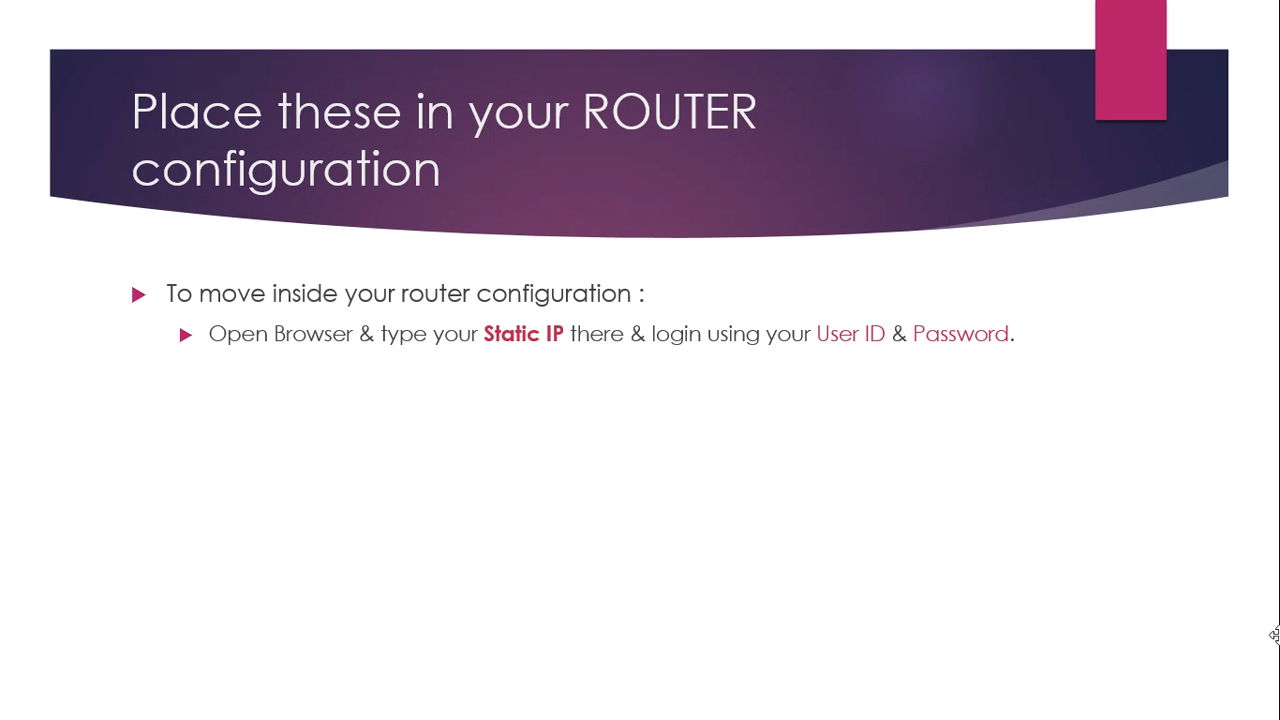 Place these in your ROUTER
configuration
To move inside your router configuration :
Open Browser & type your Static IP there & login using your User ID & Password.